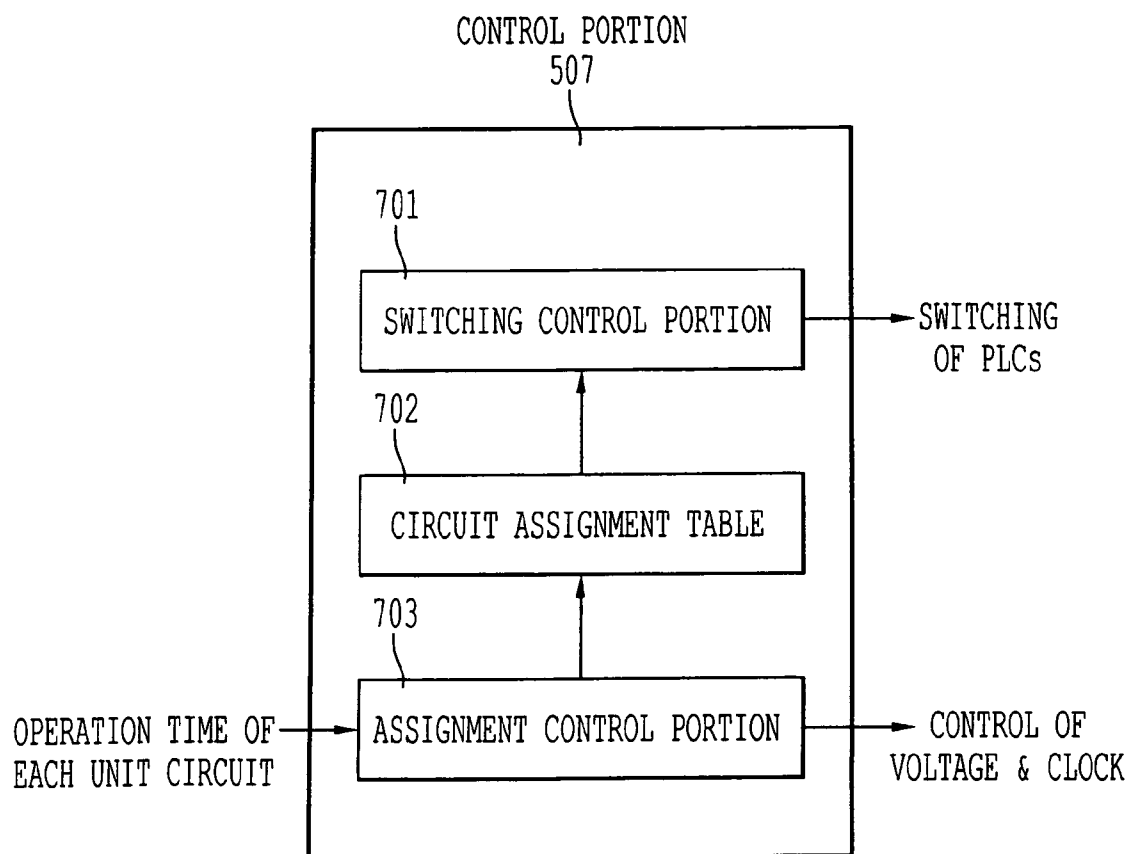 CONTROL PORTION
507
701
SWITCHING CONTROL PORTION
SWITCHING
OF PLCs
702
CIRCUIT ASSIGNMENT TABLE
703
OPERATION TIME OF
EACH UNIT CIRCUIT
ASSIGNMENT CONTROL PORTION
CONTROL OF
VOLTAGE & CLOCK